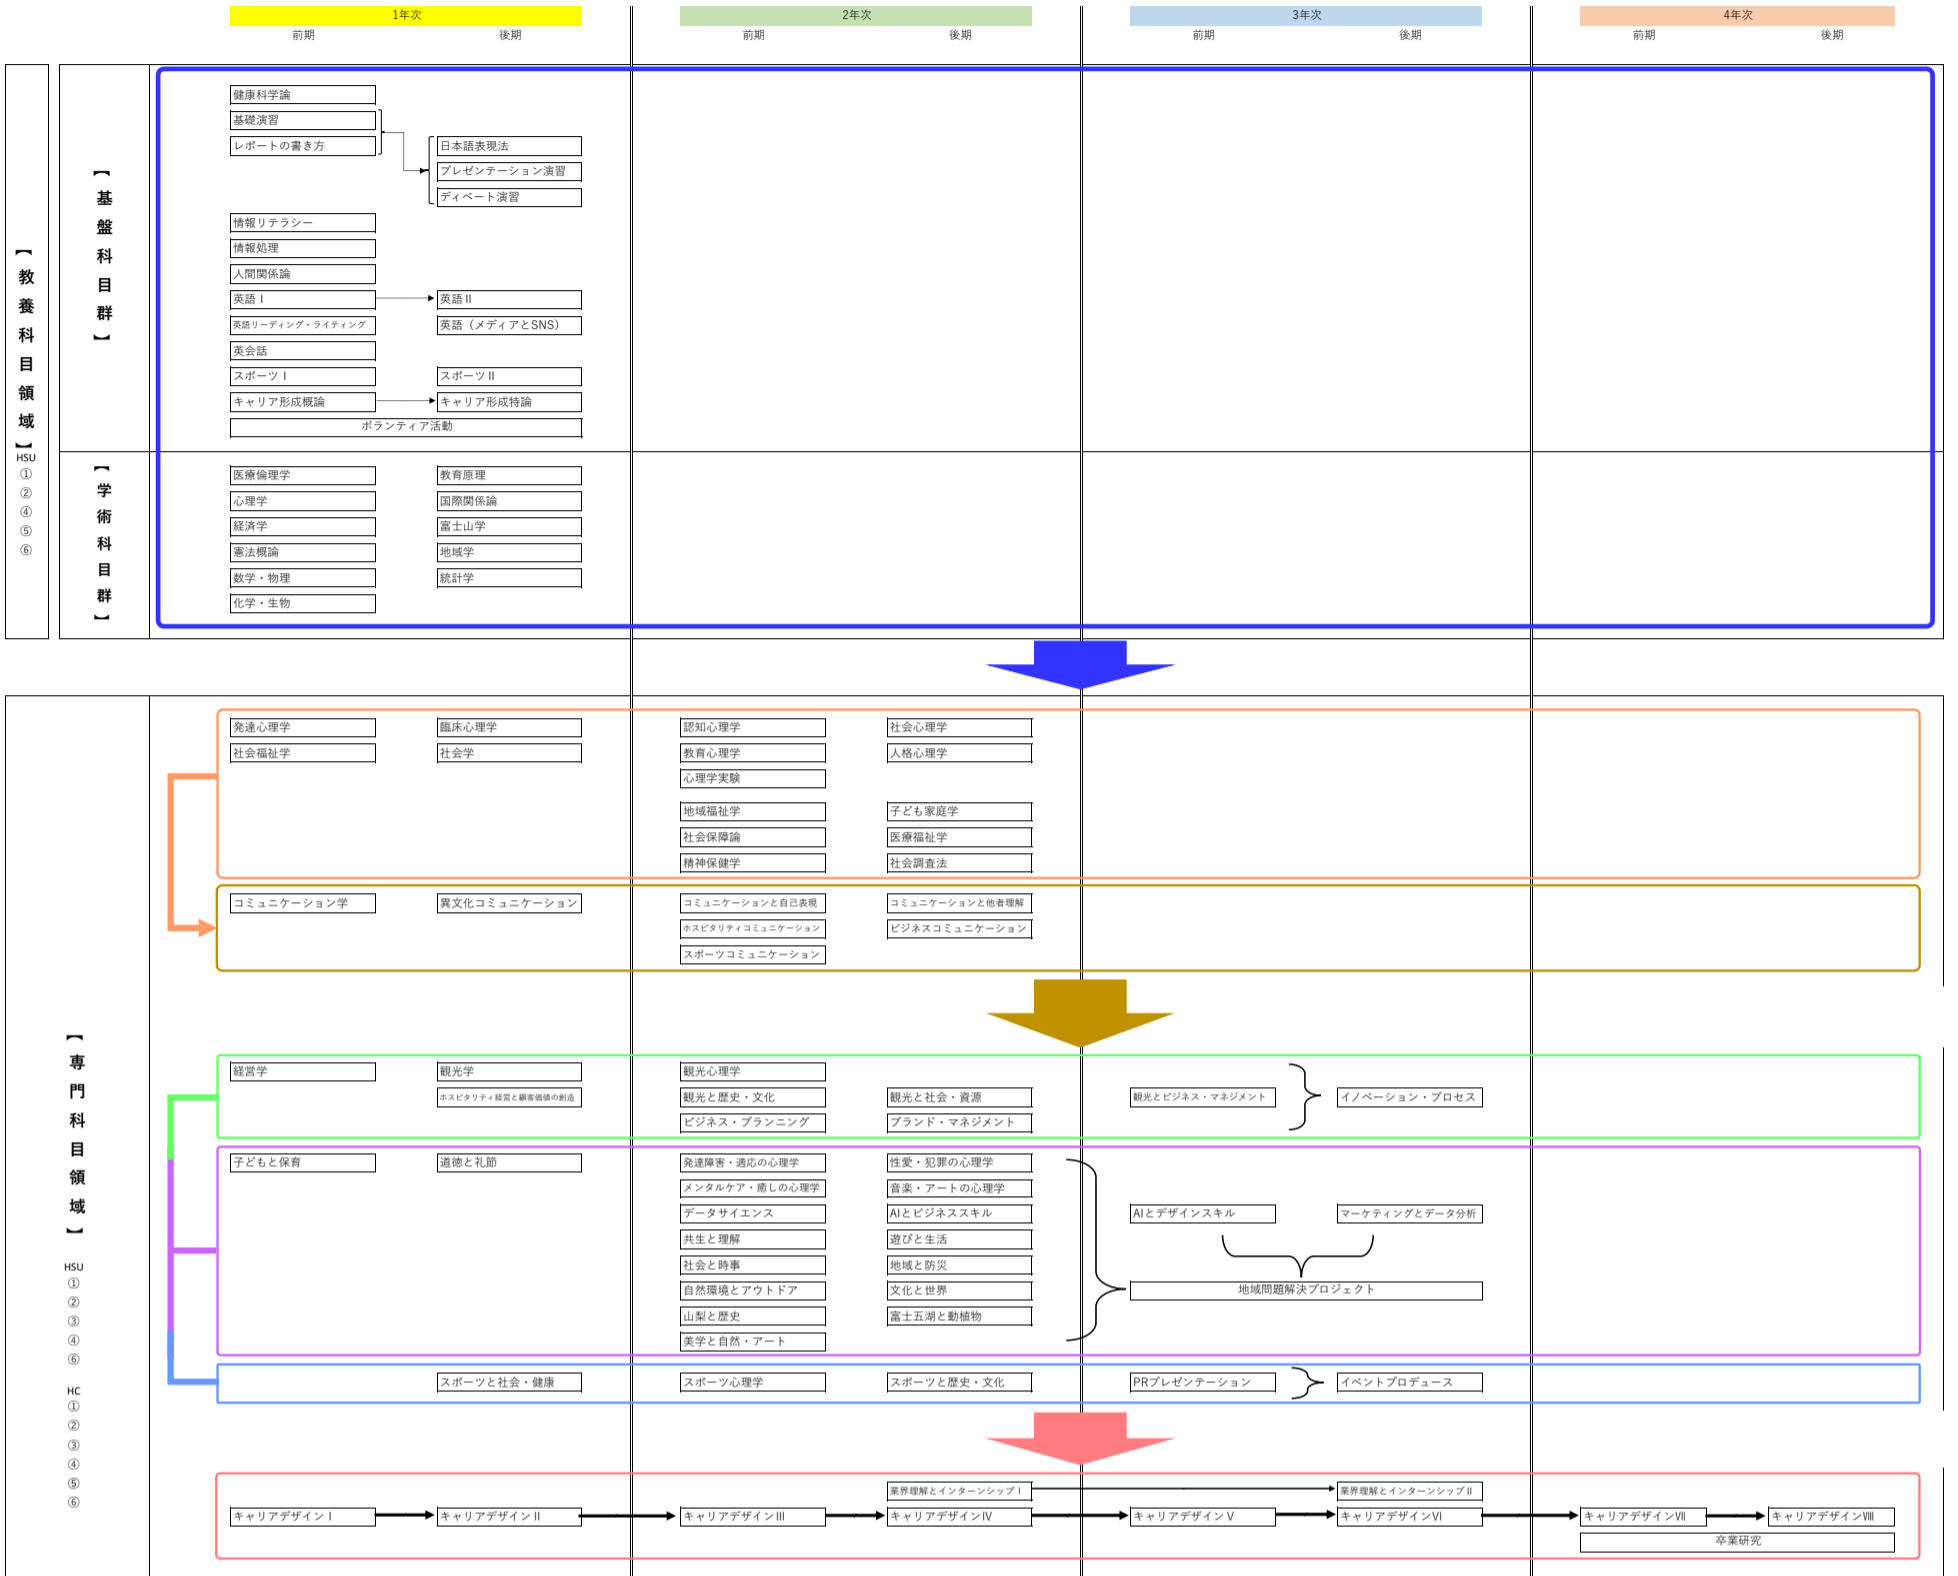 1年次
2年次
3年次
4年次
前期
後期
前期
後期
前期
後期
前期
後期
【教養科目領域】
HSU
①
②
④
⑤
⑥
【基盤科目群】
健康科学論
基礎演習
レポートの書き方
日本語表現法
プレゼンテーション演習
ディベート演習
情報リテラシー
情報処理
人間関係論
英語Ⅰ
英語Ⅱ
英語リーディング・ライティング
英語（メディアとSNS）
英会話
スポーツⅠ
スポーツⅡ
キャリア形成概論
キャリア形成特論
ボランティア活動
【学術科目群】
医療倫理学
教育原理
心理学
国際関係論
経済学
富士山学
憲法概論
地域学
数学・物理
統計学
化学・生物
【専門科目領域】
HSU
①
②
③
④
⑥
HC
①
②
③
④
⑤
⑥
発達心理学
臨床心理学
認知心理学
社会心理学
社会福祉学
社会学
教育心理学
人格心理学
心理学実験
地域福祉学
子ども家庭学
社会保障論
医療福祉学
精神保健学
社会調査法
コミュニケーション学
異文化コミュニケーション
コミュニケーションと自己表現
コミュニケーションと他者理解
ホスピタリティコミュニケーション
ビジネスコミュニケーション
スポーツコミュニケーション
経営学
観光学
観光心理学
ホスピタリティ経営と顧客価値の創造
観光と歴史・文化
観光と社会・資源
観光とビジネス・マネジメント
イノベーション・プロセス
ビジネス・プランニング
ブランド・マネジメント
子どもと保育
道徳と礼節
発達障害・適応の心理学
性愛・犯罪の心理学
メンタルケア・癒しの心理学
音楽・アートの心理学
データサイエンス
AIとビジネススキル
AIとデザインスキル
マーケティングとデータ分析
共生と理解
遊びと生活
社会と時事
地域と防災
自然環境とアウトドア
文化と世界
地域問題解決プロジェクト
山梨と歴史
富士五湖と動植物
美学と自然・アート
スポーツと社会・健康
スポーツ心理学
スポーツと歴史・文化
PRプレゼンテーション
イベントプロデュース
業界理解とインターンシップⅠ
業界理解とインターンシップⅡ
キャリアデザインⅠ
キャリアデザインⅡ
キャリアデザインⅢ
キャリアデザインⅣ
キャリアデザインⅤ
キャリアデザインⅥ
キャリアデザインⅦ
キャリアデザインⅧ
卒業研究